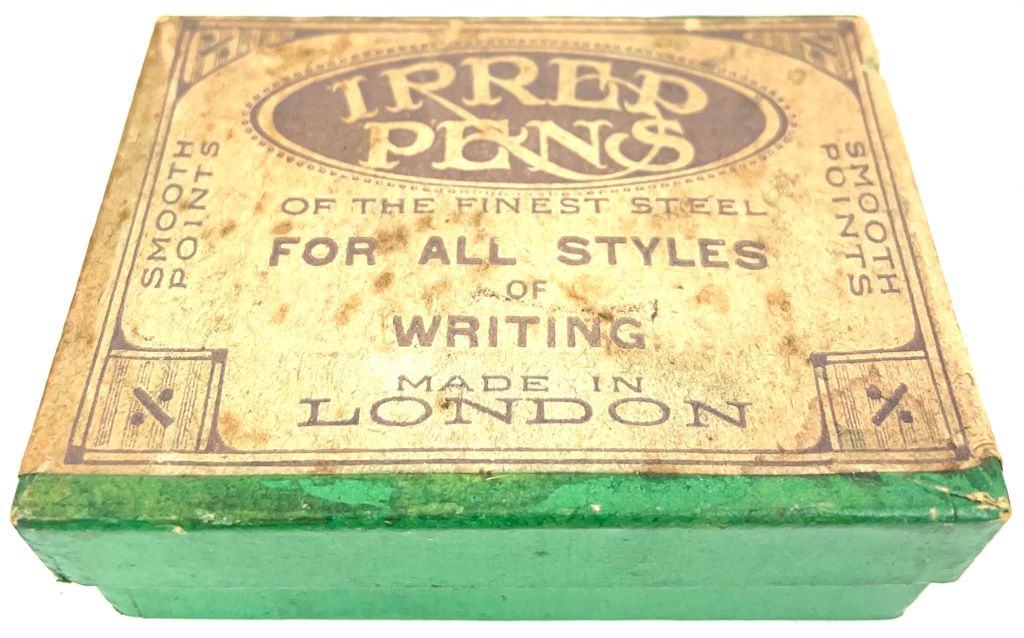 IRRED
PENS
OF THE FINEST STEEL
FOR ALL STYLES
OF
WRITING
MADE IN
LONDON
SMOOTH
POINTS
SMOOTH
POINTS